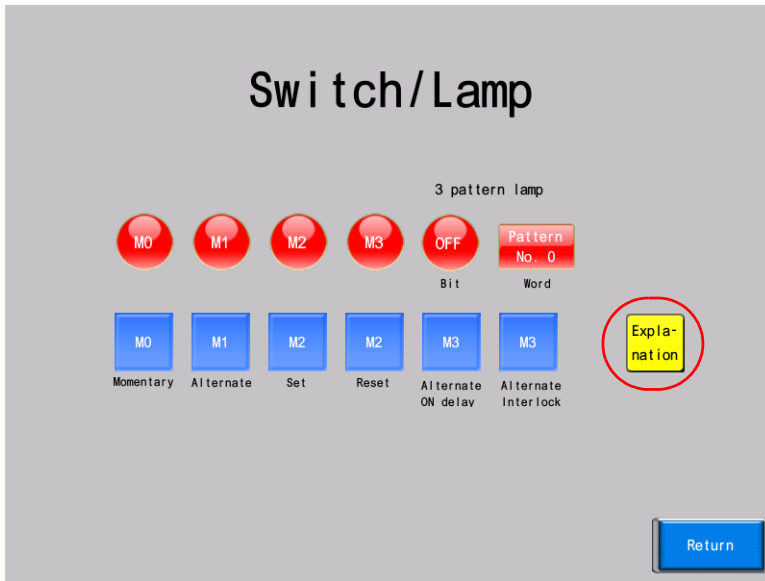 Switch/Lamp
3 pattern lamp
M0
M1
M2
M3
OFF
Pattern
No. 0
Bit
Word
M0
M1
M2
M2
M3
M3
Expla-
nation
Momentary
Alternate
Set
Reset
Alternate
ON delay
Alternate
Interlock
Return